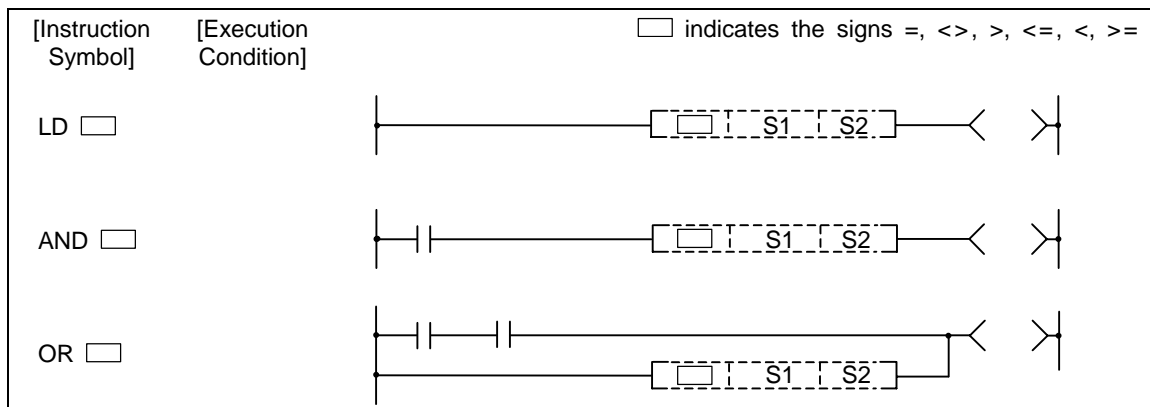 [Instruction Symbol]
[Execution Condition]
□ indicates the signs =, <>, >, <=, <, >=
LD □
□ S1 S2
AND □
□ S1 S2
OR □
□ S1 S2